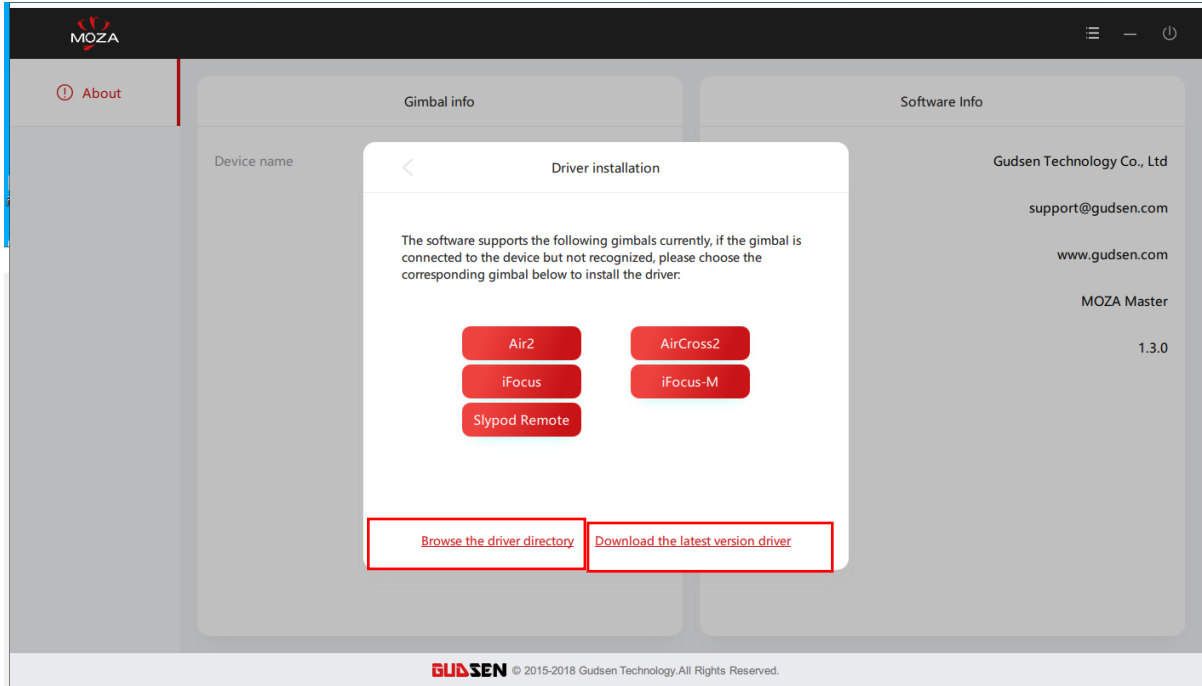 MOZA
About
Gimbal info
Software Info
Device name
Gudsen Technology Co., Ltd
support@gudsen.com
www.gudsen.com
MOZA Master
1.3.0
Driver installation
The software supports the following gimbals currently, if the gimbal is
connected to the device but not recognized, please choose the
corresponding gimbal below to install the driver:
Air2
AirCross2
iFocus
iFocus-M
Slypod Remote
Browse the driver directory
Download the latest version driver
GUDSEN © 2015-2018 Gudsen Technology.All Rights Reserved.